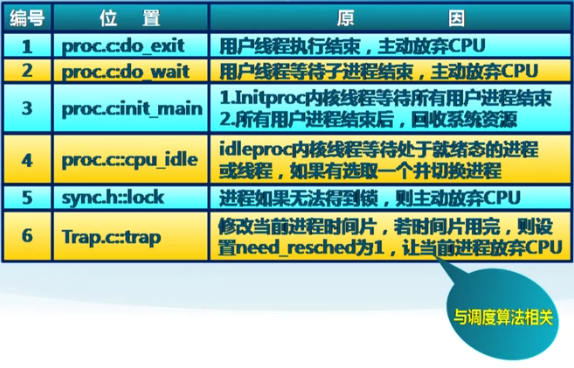 编号 位置 原因
1 proc.c:do_exit 用户线程执行结束，主动放弃CPU
2 proc.c:do_wait 用户线程等待子进程结束，主动放弃CPU
3 proc.c:init_main 1.Initproc内核线程等待所有用户进程结束
2.所有用户进程结束后，回收系统资源
4 proc.c::cpu_idle idleproc内核线程等待处于就绪态的进程
或线程，如果有选取一个并切换进程
5 sync.h::lock 进程如果无法得到锁，则主动放弃CPU
6 Trap.c::trap 修改当前进程时间片，若时间片用完，则设
置need_resched为1，让当前进程放弃CPU
与调度算法相关